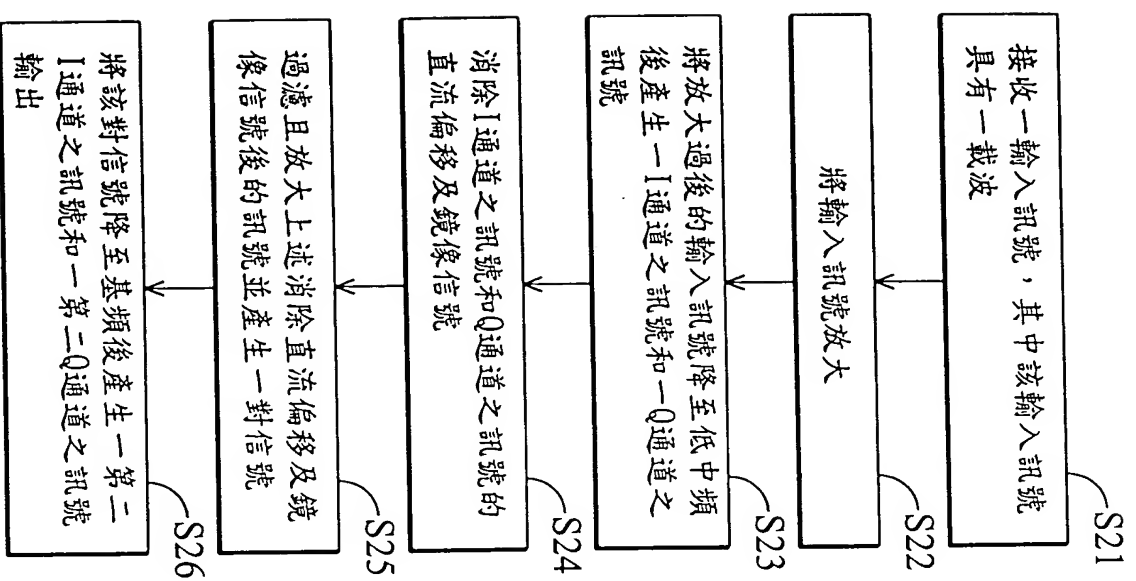 接收一輸入訊號，其中該輸入訊號
具有一載波
S21
將輸入訊號放大
S22
將放大過後的輸入訊號降至低中頻
後產生一I通道之訊號和一Q通道之
訊號
S23
消除I通道之訊號和Q通道之訊號的
直流偏移及鏡像信號
S24
過濾且放大上述消除直流偏移及鏡
像信號後的訊號並產生一對信號
S25
將該對信號降至基頻後產生一第二
I通道之訊號和一第二Q通道之訊號
輸出
S26